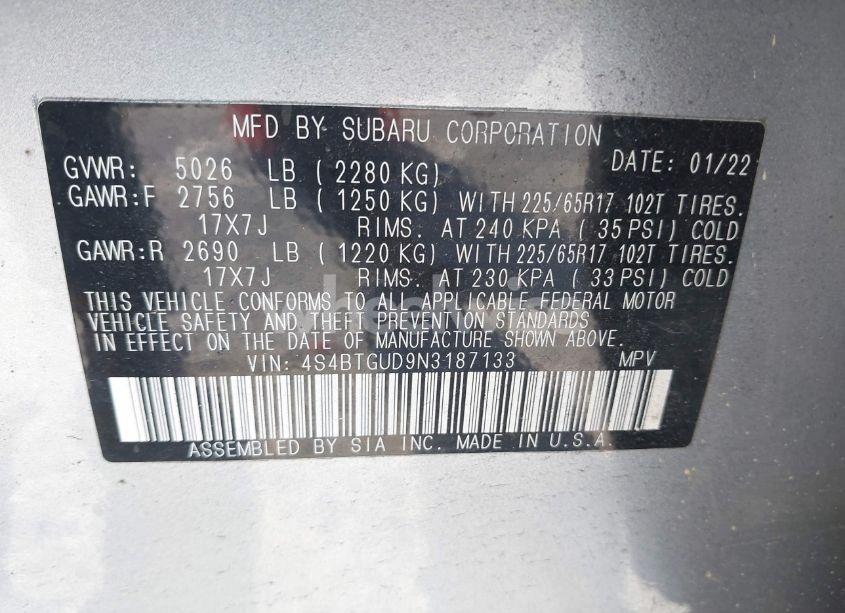 MFD BY SUBARU CORPORATION
GVWR: 5026 LB ( 2280 KG) DATE: 01/22
GAWR:F 2756 LB ( 1250 KG) WITH 225/65R17 102T TIRES.
17X7J RIMS. AT 240 KPA ( 35 PSI) COLD
GAWR:R 2690 LB ( 1220 KG) WITH 225/65R17 102T TIRES.
17X7J RIMS. AT 230 KPA ( 33 PSI) COLD
THIS VEHICLE CONFORMS TO ALL APPLICABLE FEDERAL MOTOR
VEHICLE SAFETY AND THEFT PREVENTION STANDARDS
IN EFFECT ON THE DATE OF MANUFACTURE SHOWN ABOVE.
VIN: 4S4BTGUD9N3187133 MPV
ASSEMBLED BY SIA INC. MADE IN U.S.A.